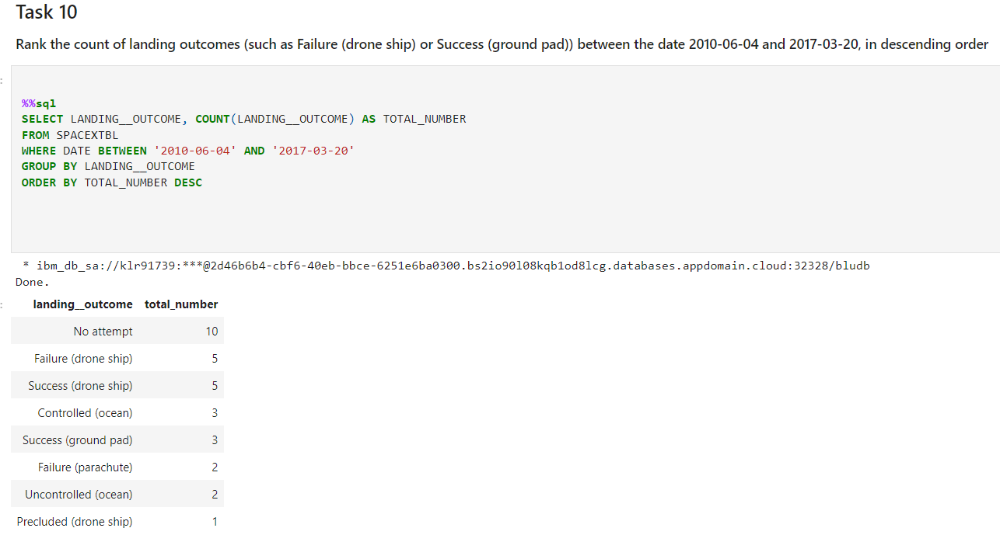 Task 10
Rank the count of landing outcomes (such as Failure (drone ship) or Success (ground pad)) between the date 2010-06-04 and 2017-03-20, in descending order
:
%%sql
SELECT LANDING__OUTCOME, COUNT(LANDING__OUTCOME) AS TOTAL_NUMBER
FROM SPACEXTBL
WHERE DATE BETWEEN '2010-06-04' AND '2017-03-20'
GROUP BY LANDING__OUTCOME
ORDER BY TOTAL_NUMBER DESC
* ibm_db_sa://klr91739:***@2d46b6b4-cbf6-40eb-bbce-6251e6ba0300.bs2io90l08kqb1od8lcg.databases.appdomain.cloud:32328/bludb
Done.
:
landing__outcome total_number
No attempt 10
Failure (drone ship) 5
Success (drone ship) 5
Controlled (ocean) 3
Success (ground pad) 3
Failure (parachute) 2
Uncontrolled (ocean) 2
Precluded (drone ship) 1